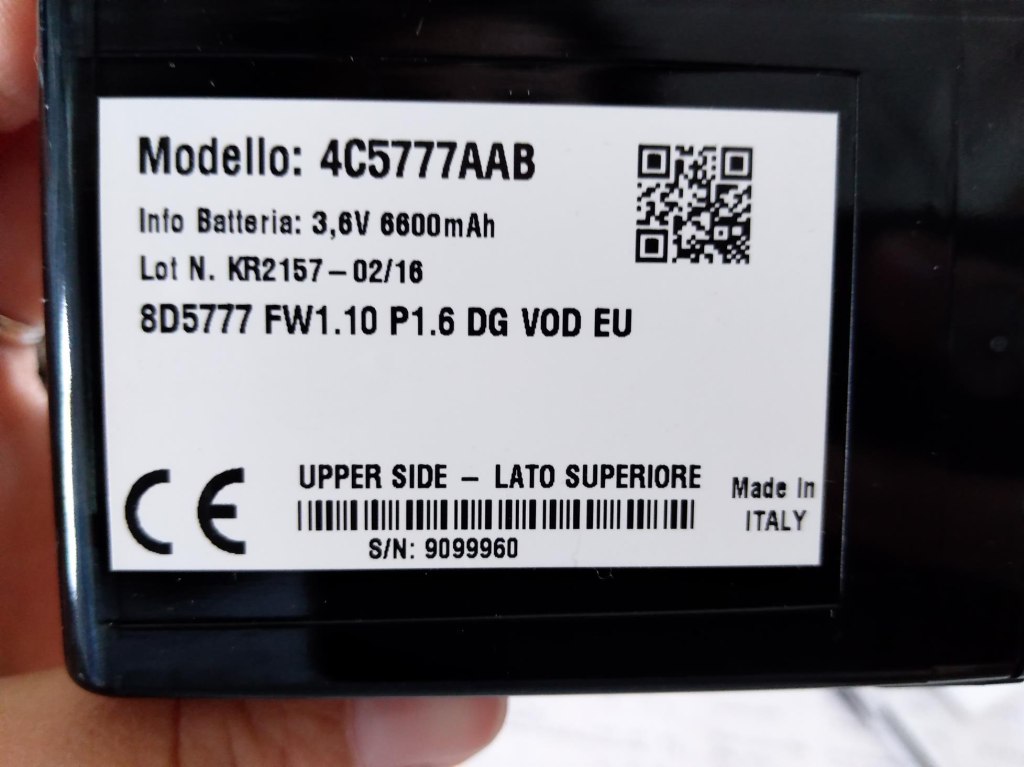 Modello: 4C5777AAB
Info Batteria: 3,6V 6600mAh
Lot N. KR2157 – 02/16
8D5777 FW1.10 P1.6 DG VOD EU
CE
UPPER SIDE – LATO SUPERIORE
S/N: 9099960
Made In
ITALY